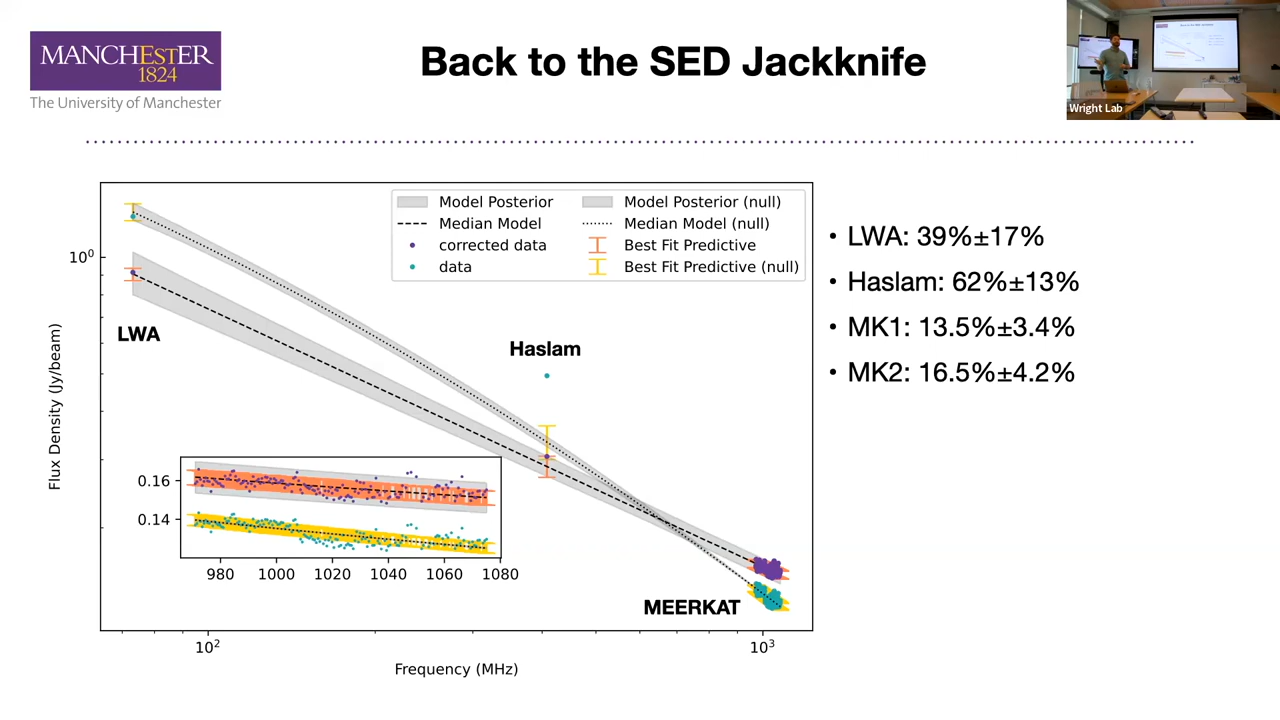 MANCHESTER
1824
The University of Manchester
Back to the SED Jackknife
Wright Lab
Model Posterior
Median Model
corrected data
data
Model Posterior (null)
Median Model (null)
Best Fit Predictive
Best Fit Predictive (null)
10⁰
Flux Density (Jy/beam)
LWA
Haslam
MEERKAT
0.16
0.14
980 1000 1020 1040 1060 1080
10² 10³
Frequency (MHz)
• LWA: 39%±17%
• Haslam: 62%±13%
• MK1: 13.5%±3.4%
• MK2: 16.5%±4.2%